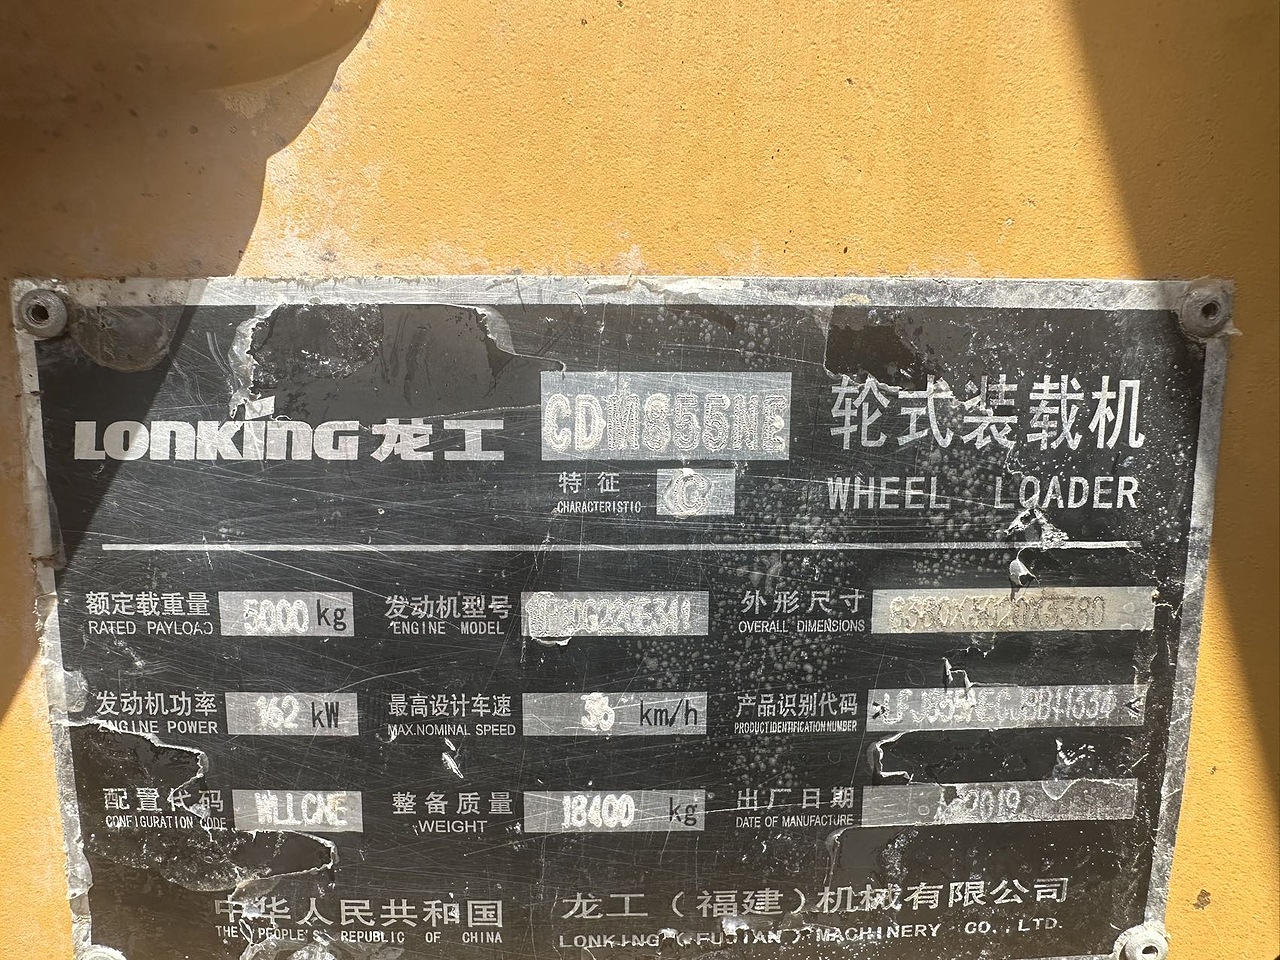 LONKING 龙工 CDM855NE 轮式装载机
特征
CHARACTERISTIC WHEEL LOADER
额定载重量 5000 kg 发动机型号 外形尺寸
RATED PAYLOAD ENGINE MODEL OVERALL DIMENSIONS
发动机功率 162 kW 最高设计车速 38 km/h 产品识别代码
ENGINE POWER MAX.NOMINAL SPEED PRODUCT IDENTIFICATION NUMBER
配置代码 整备质量 18400 kg 出厂日期 2019
CONFIGURATION CODE WEIGHT DATE OF MANUFACTURE
中华人民共和国 龙工（福建）机械有限公司
THE PEOPLE'S REPUBLIC OF CHINA LONKING (FUJIAN) MACHINERY CO., LTD.